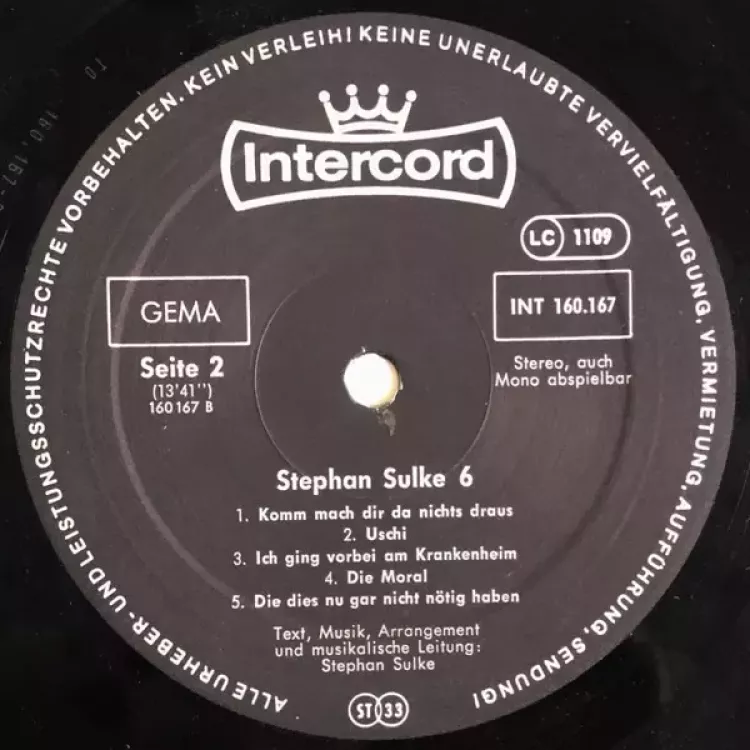 ALLE URHEBER- UND LEISTUNGSSCHUTZRECHTE VORBEHALTEN. KEIN VERLEIH! KEINE UNERLAUBTE VERVIELFÄLTIGUNG, VERMIETUNG, AUFFÜHRUNG, SENDUNG!
Intercord
LC 1109
GEMA
INT 160.167
Seite 2
(13'41'')
160 167 B
Stereo, auch
Mono abspielbar
Stephan Sulke 6
1. Komm mach dir da nichts draus
2. Uschi
3. Ich ging vorbei am Krankenheim
4. Die Moral
5. Die dies nu gar nicht nötig haben
Text, Musik, Arrangement
und musikalische Leitung:
Stephan Sulke
ST 33